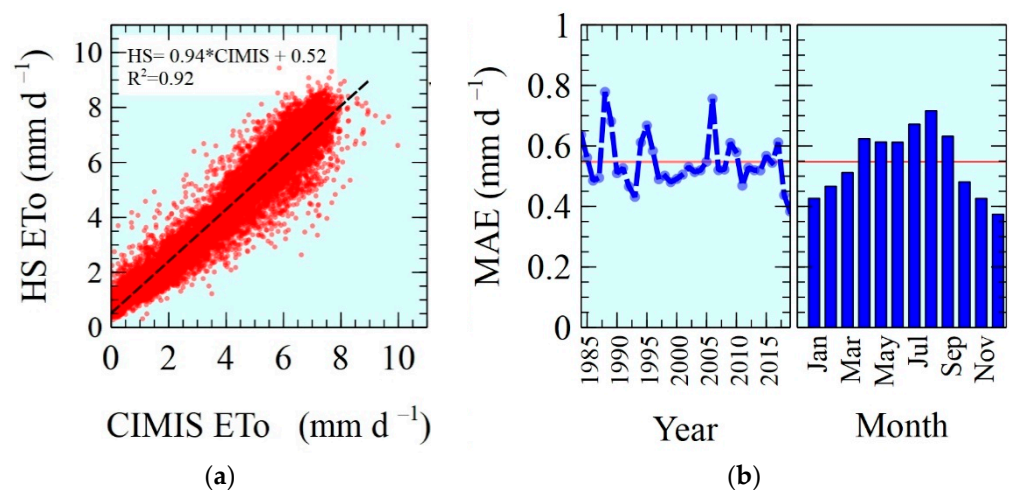 HS= 0.94*CIMIS + 0.52
R²=0.92
HS ETo (mm d ⁻¹)
10
8
6
4
2
0
0 2 4 6 8 10
CIMIS ETo (mm d ⁻¹)
(a)
MAE (mm d ⁻¹)
1
0.8
0.6
0.4
0.2
0
1985 1990 1995 2000 2005 2010 2015
Year
Jan Mar May Jul Sep Nov
Month
(b)